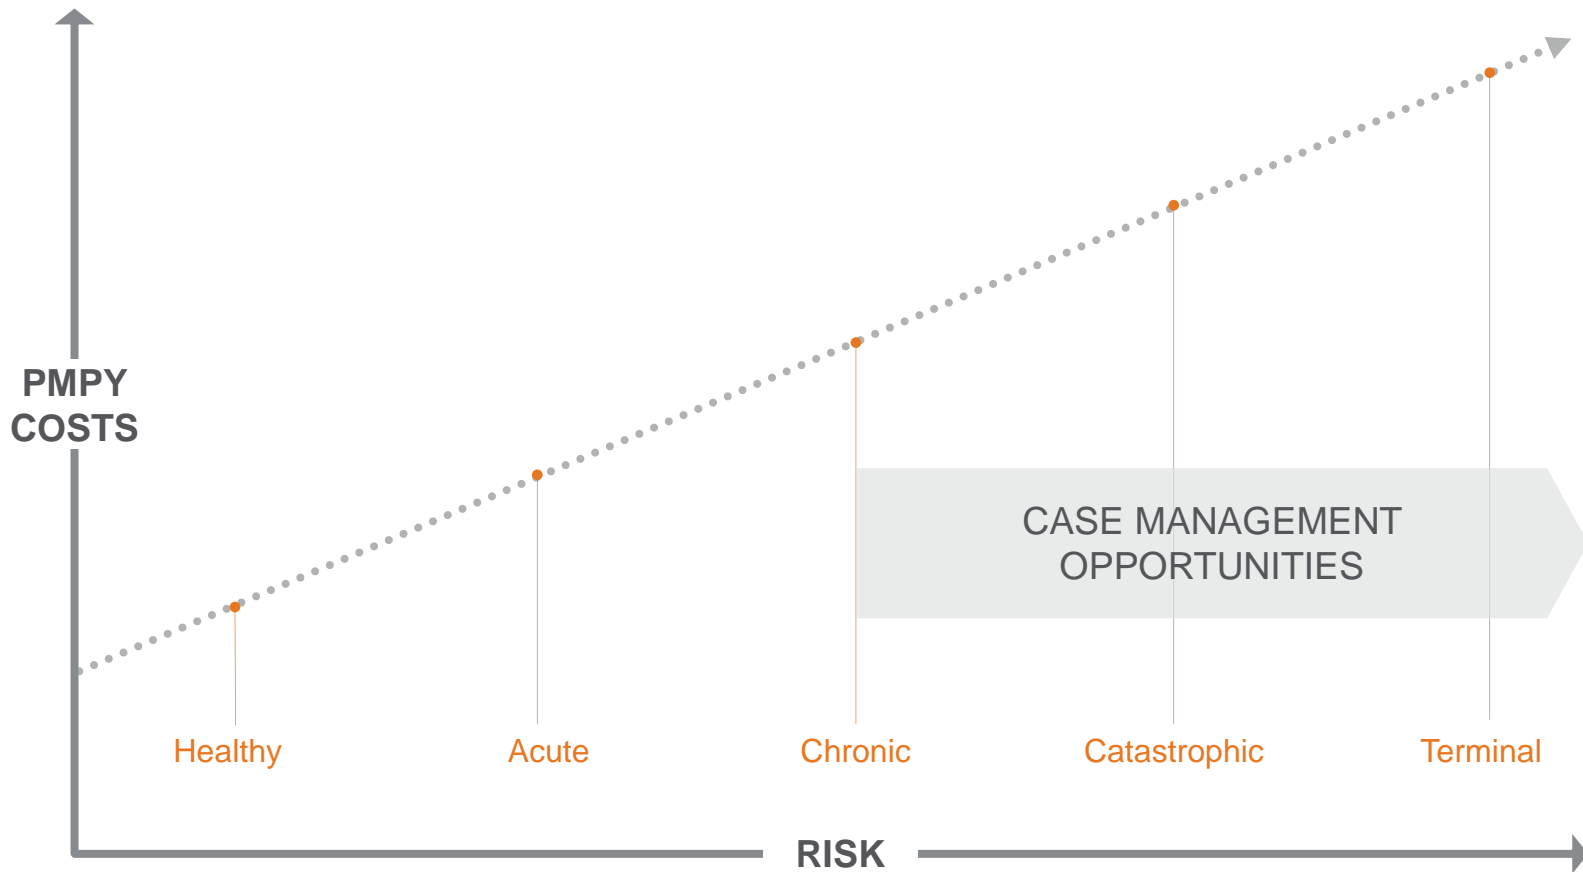 PMPY
COSTS
CASE MANAGEMENT
OPPORTUNITIES
Healthy
Acute
Chronic
Catastrophic
Terminal
RISK